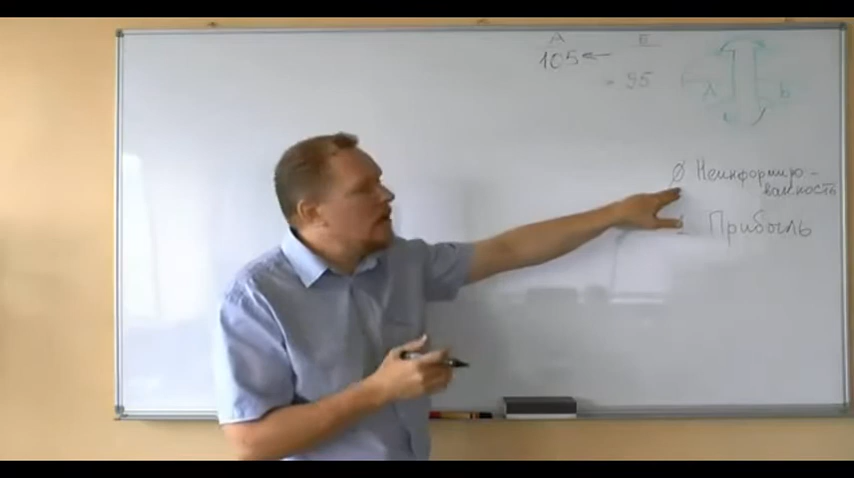 А Е
105 ←
- 95
А В
Ø Неинформиро-
ванность
Прибыль